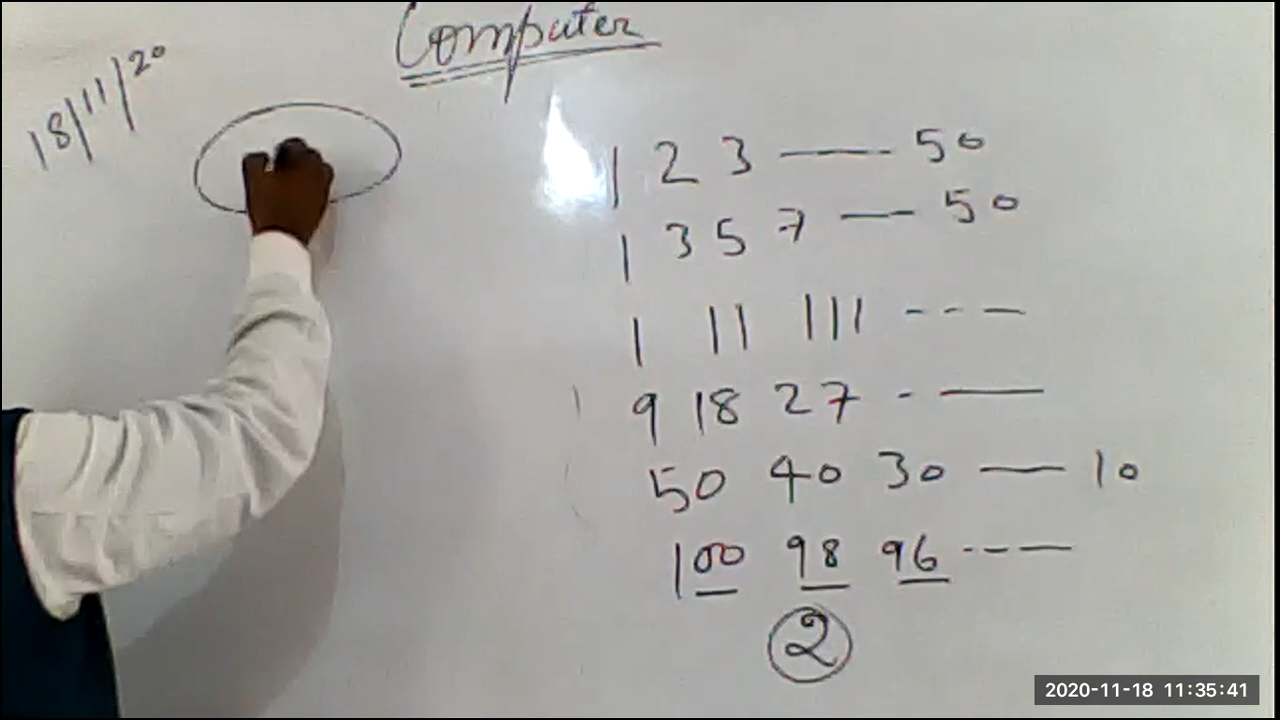 Computer
18/11/20
1 2 3 —— 50
1 3 5 7 —— 50
1 11 111 - - —
9 18 27 - ——
50 40 30 —— 10
100 98 96 - - - —
2
2020-11-18 11:35:41